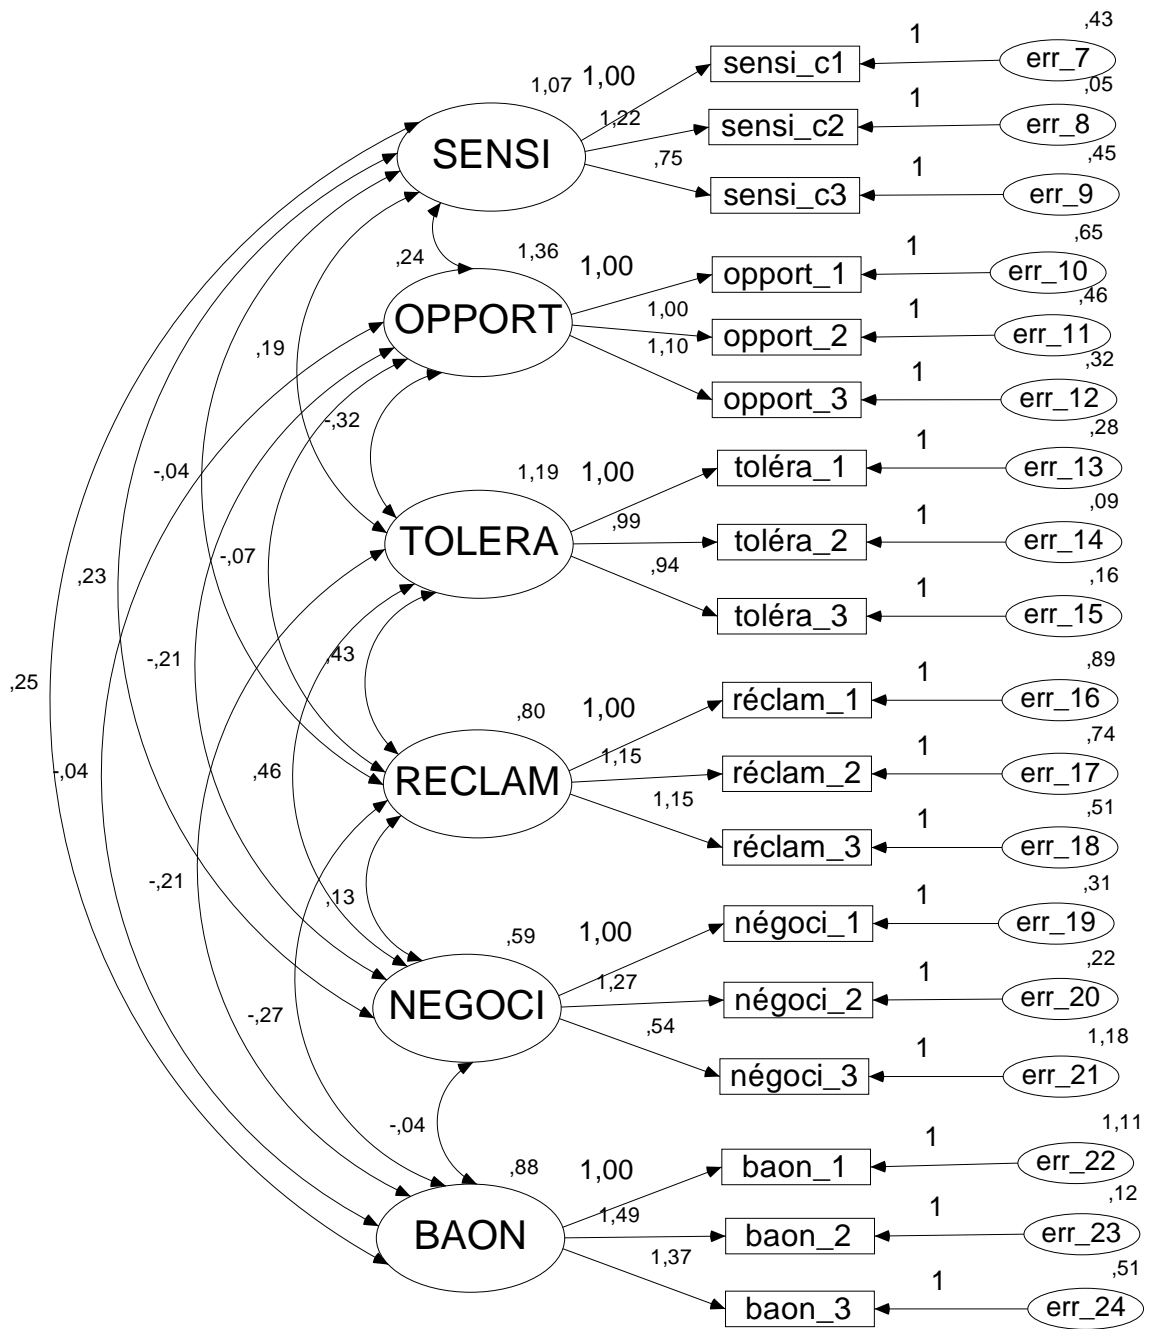 ,43
1
err_7
sensi_c1
1,07
1,00
,05
1
err_8
sensi_c2
1,22
SENSI
,45
,75
1
err_9
sensi_c3
,65
1
,24
1,36
1,00
err_10
opport_1
,46
1
1,00
OPPORT
err_11
opport_2
,19
1,10
,32
1
err_12
opport_3
-,32
,28
1
-,04
1,19
1,00
toléra_1
err_13
,09
,99
1
TOLERA
toléra_2
err_14
-,07
,94
,16
,23
1
toléra_3
err_15
-,21
,43
,89
,25
1
réclam_1
err_16
,80
1,00
,74
1,15
1
-,04
,46
RECLAM
réclam_2
err_17
1,15
,51
1
réclam_3
err_18
-,21
,13
,31
1
négoci_1
err_19
,59
1,00
,22
1,27
1
NEGOCI
négoci_2
err_20
-,27
,54
1,18
1
négoci_3
err_21
-,04
1,11
1
,88
1,00
baon_1
err_22
,12
1,49
1
BAON
baon_2
err_23
1,37
,51
1
baon_3
err_24